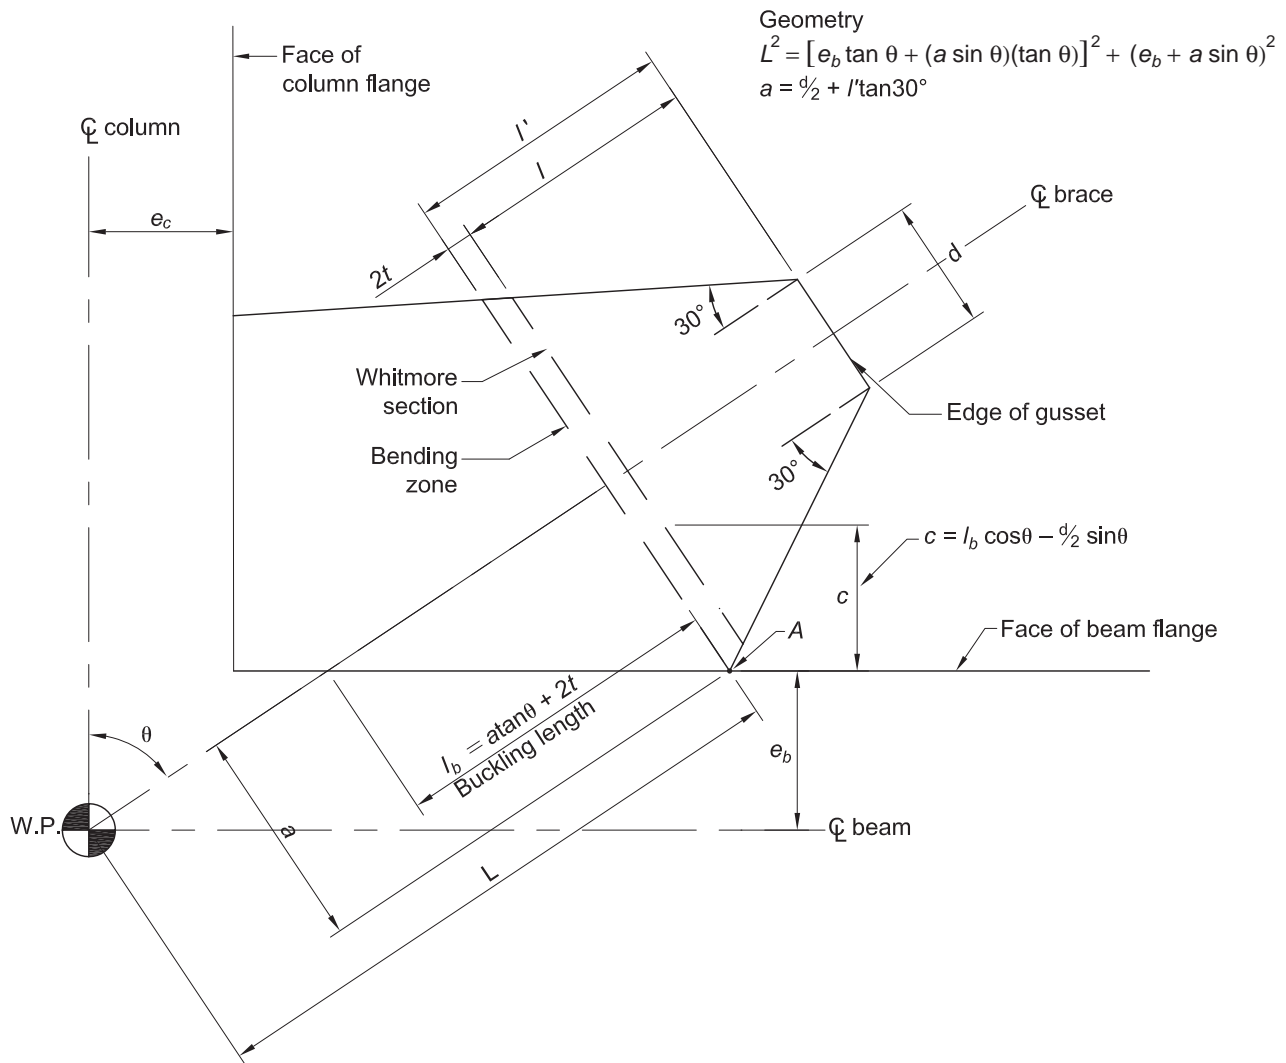 Geometry
L² = [e_b tan θ + (a sin θ)(tan θ)]² + (e_b + a sin θ)²
a = d/2 + l'tan30°
Face of
column flange
℄ column
e_c
l'
l
2t
℄ brace
d
30°
Whitmore
section
Bending
zone
Edge of gusset
30°
c = l_b cosθ – d/2 sinθ
c
A
Face of beam flange
l_b = atanθ + 2t
Buckling length
θ
e_b
W.P.
a
℄ beam
L